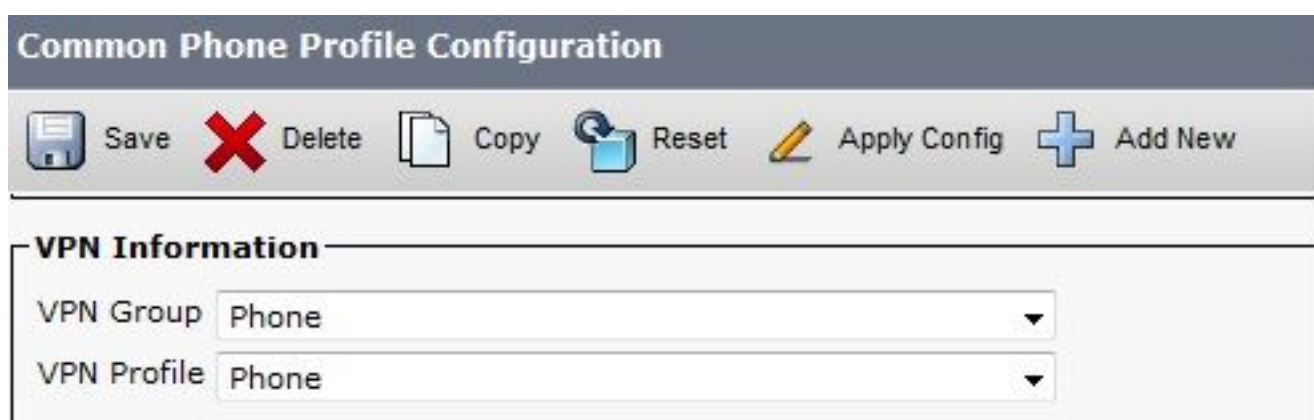 Common Phone Profile Configuration
Save Delete Copy Reset Apply Config Add New
VPN Information
VPN Group Phone
VPN Profile Phone